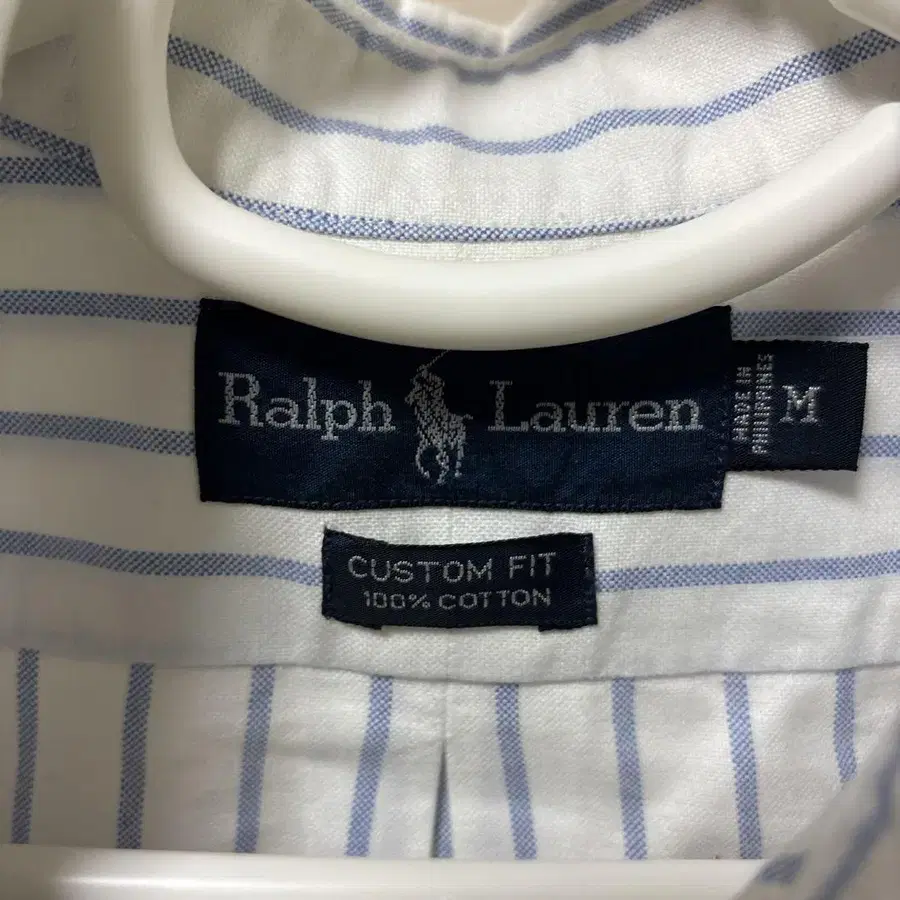 Ralph Lauren
MADE IN
PHILIPPINES
M
CUSTOM FIT
100% COTTON